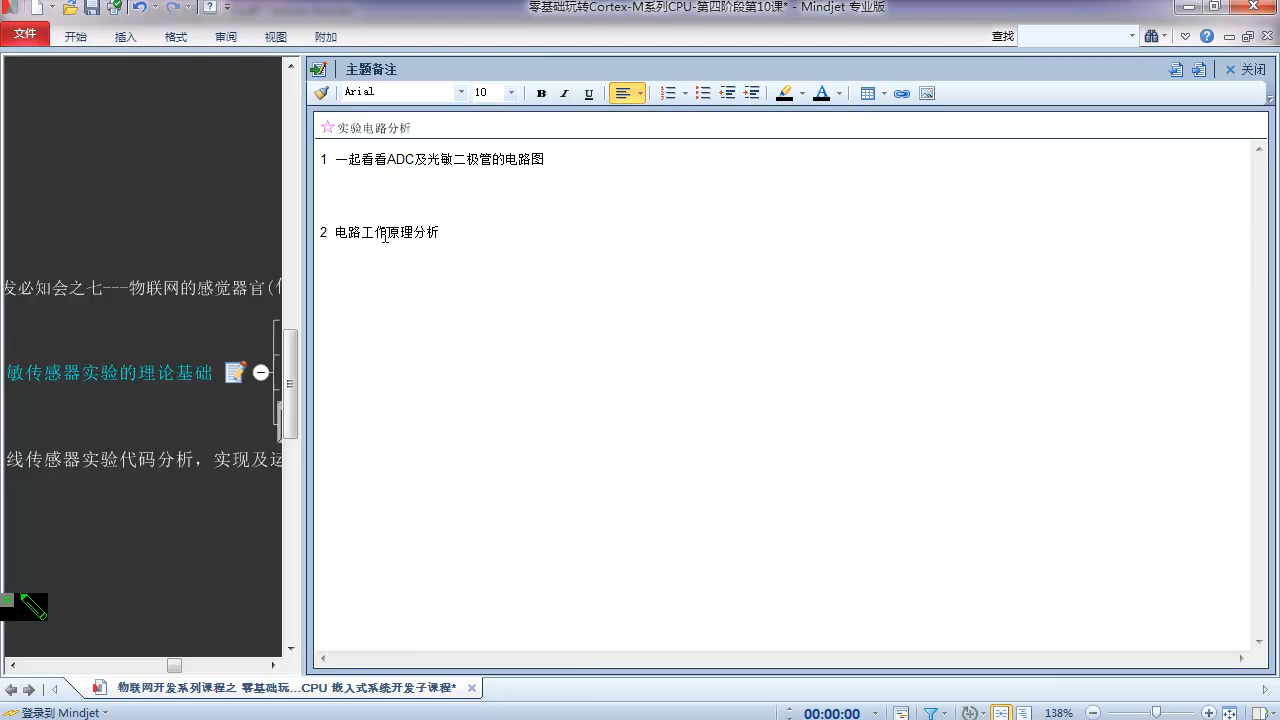 零基础玩转Cortex-M系列CPU-第四阶段第10课* - Mindjet 专业版
文件 开始 插入 格式 审阅 视图 附加 查找
主题备注 关闭
Arial 10 B I U
实验电路分析
1 一起看看ADC及光敏二极管的电路图
2 电路工作原理分析
发必知会之七---物联网的感觉器官(
敏传感器实验的理论基础
线传感器实验代码分析，实现及运
物联网开发系列课程之 零基础玩...CPU 嵌入式系统开发子课程*
登录到 Mindjet 00:00:00 138%